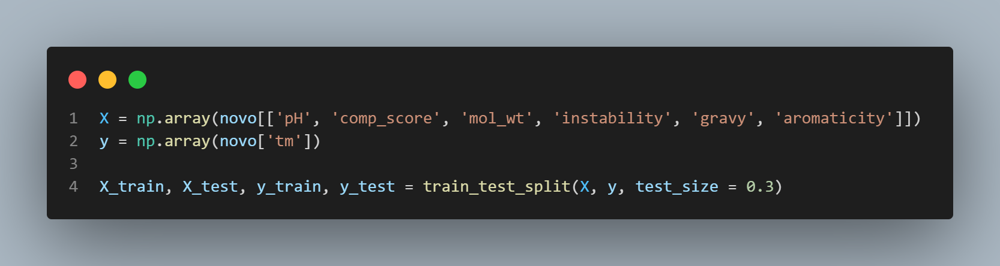 1 X = np.array(novo[['pH', 'comp_score', 'mol_wt', 'instability', 'gravy', 'aromaticity']])
2 y = np.array(novo['tm'])
3
4 X_train, X_test, y_train, y_test = train_test_split(X, y, test_size = 0.3)